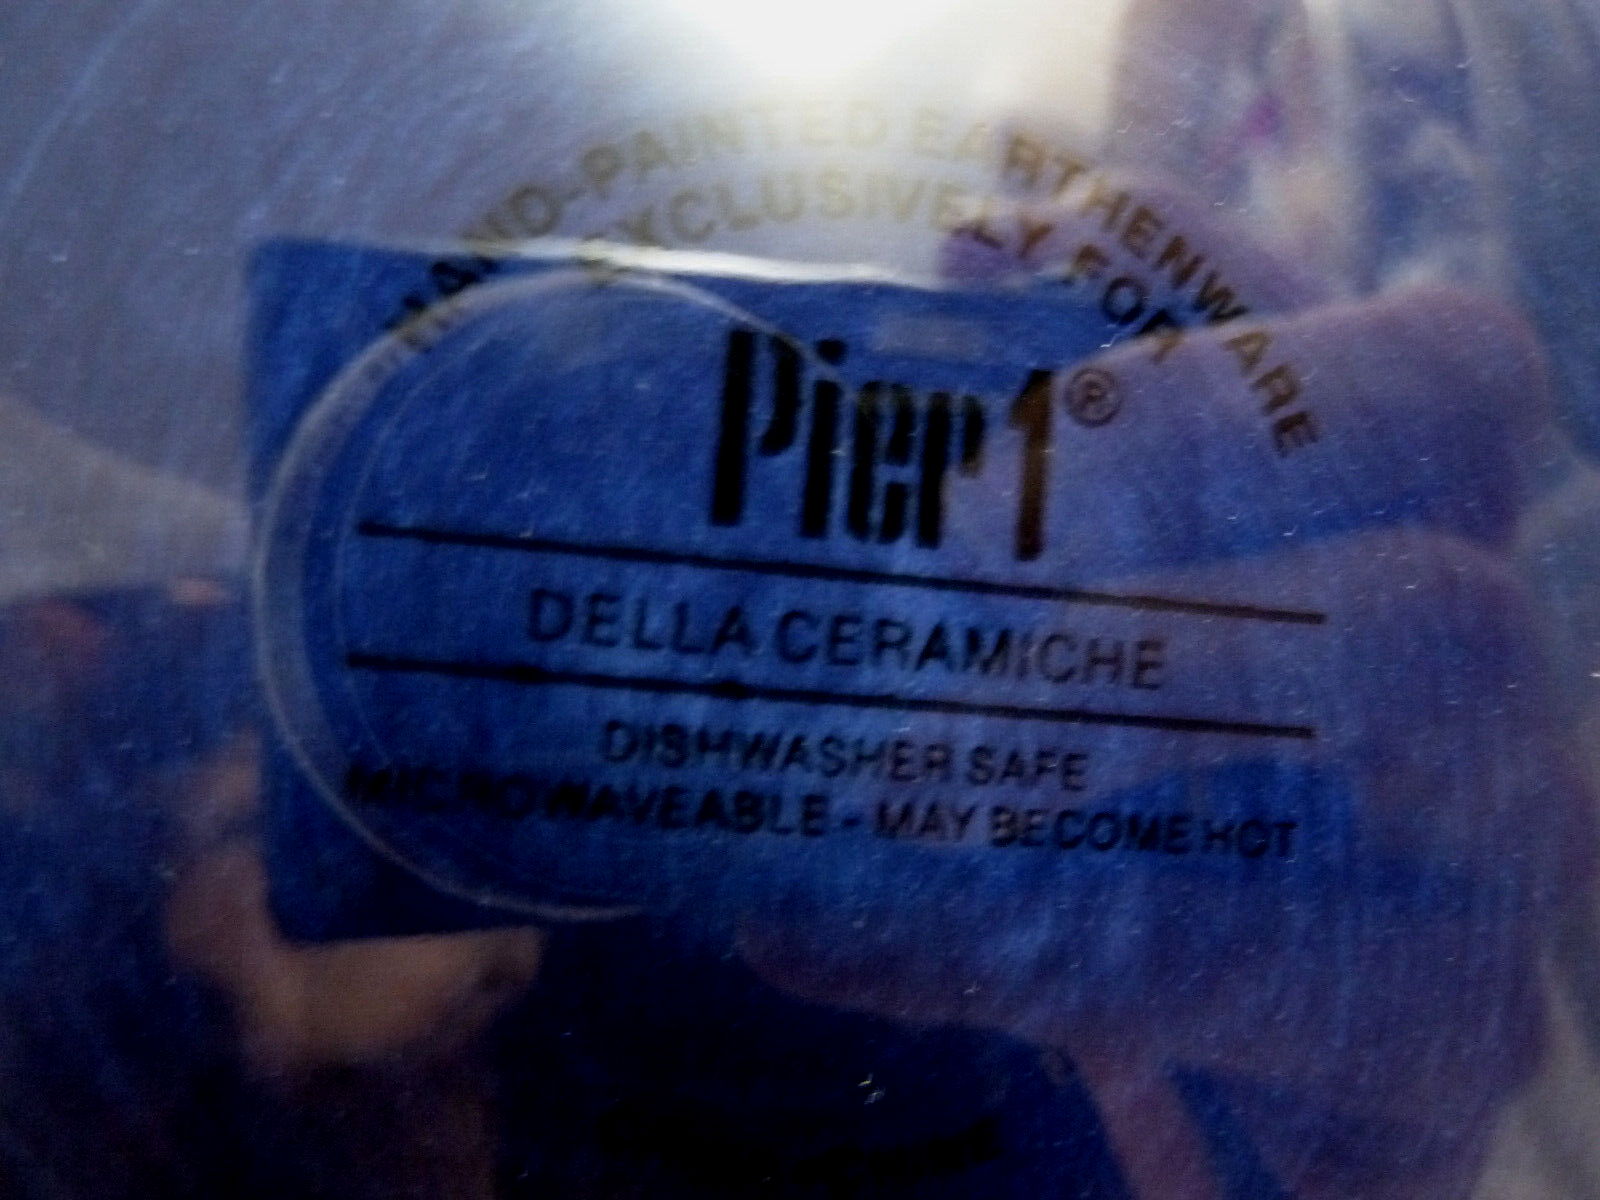 HAND-PAINTED EARTHENWARE
EXCLUSIVELY FOR
Pier 1®
DELLA CERAMICHE
DISHWASHER SAFE
MICROWAVEABLE - MAY BECOME HOT